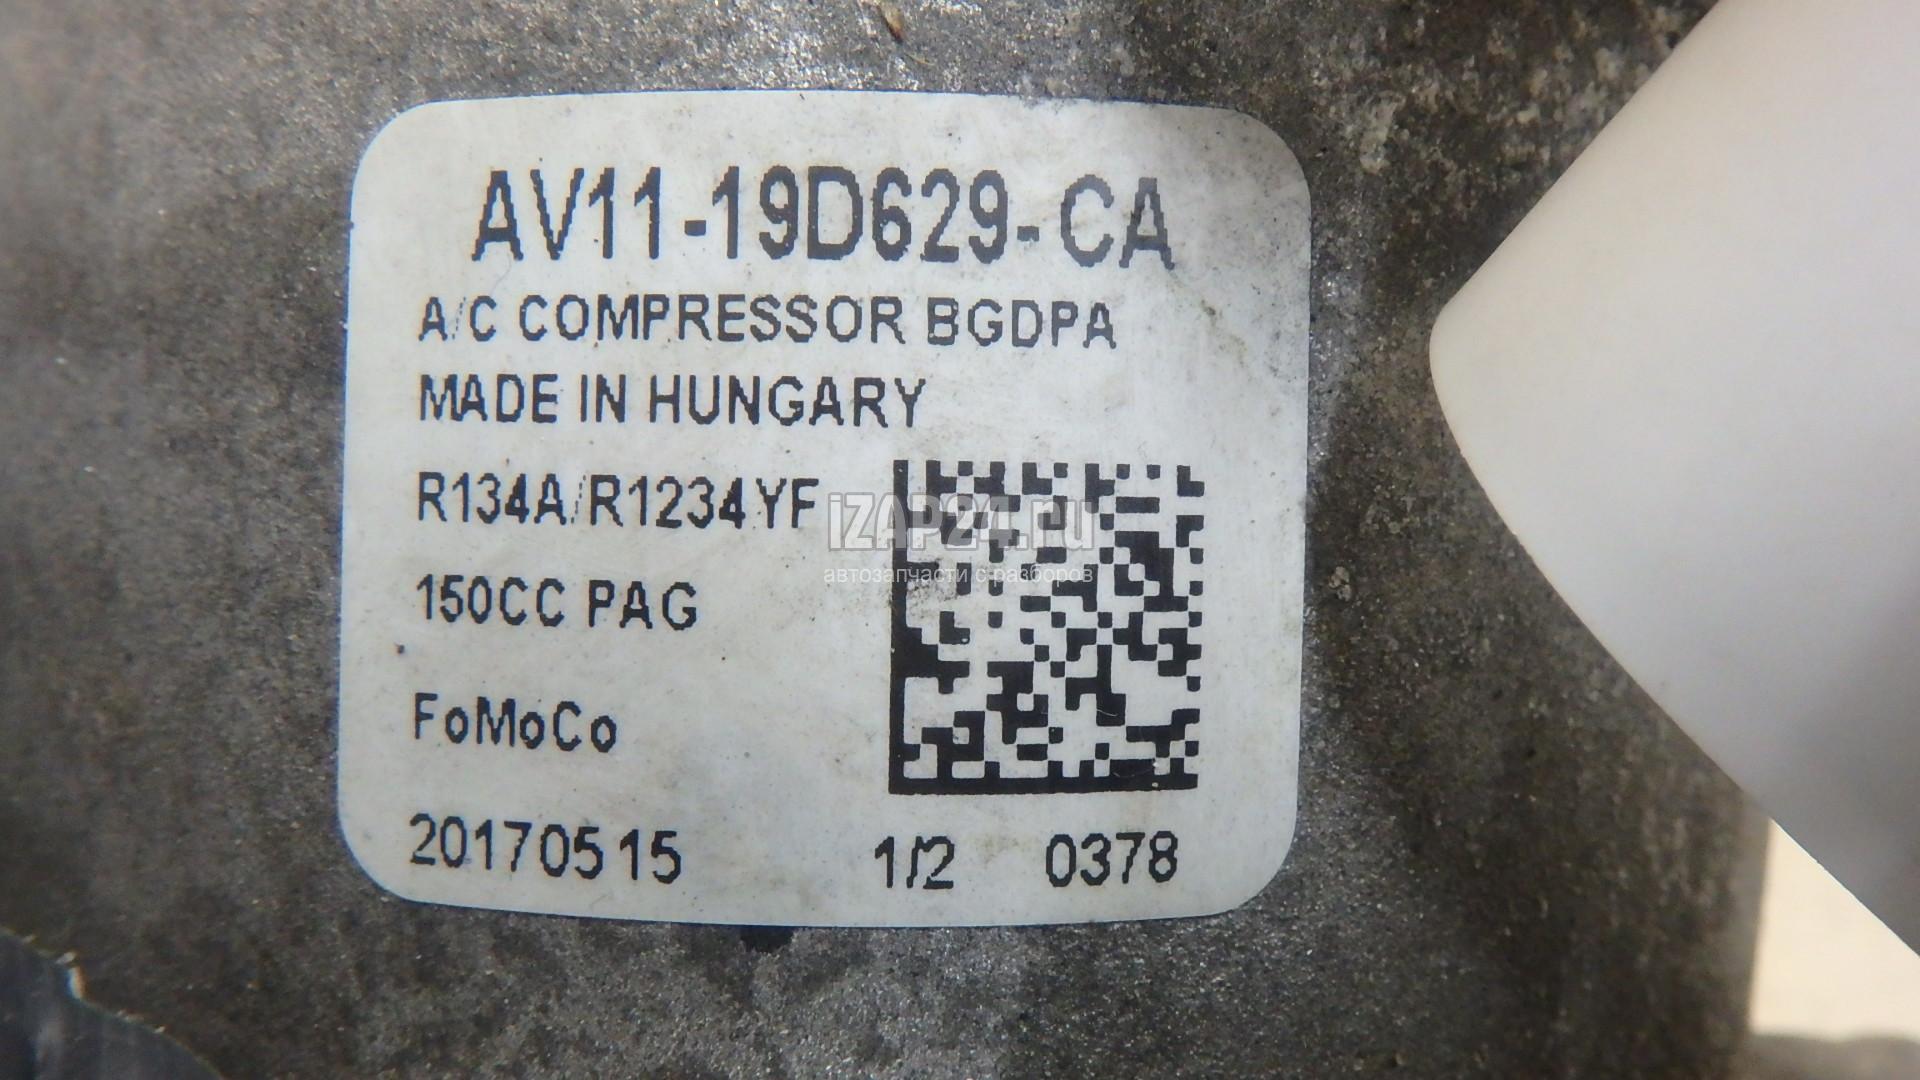 AV11-19D629-CA
A/C COMPRESSOR BGDPA
MADE IN HUNGARY
R134A/R1234YF
iZAP24.ru
автозапчасти с разборов
150CC PAG
FoMoCo
20170515 1/2 0378